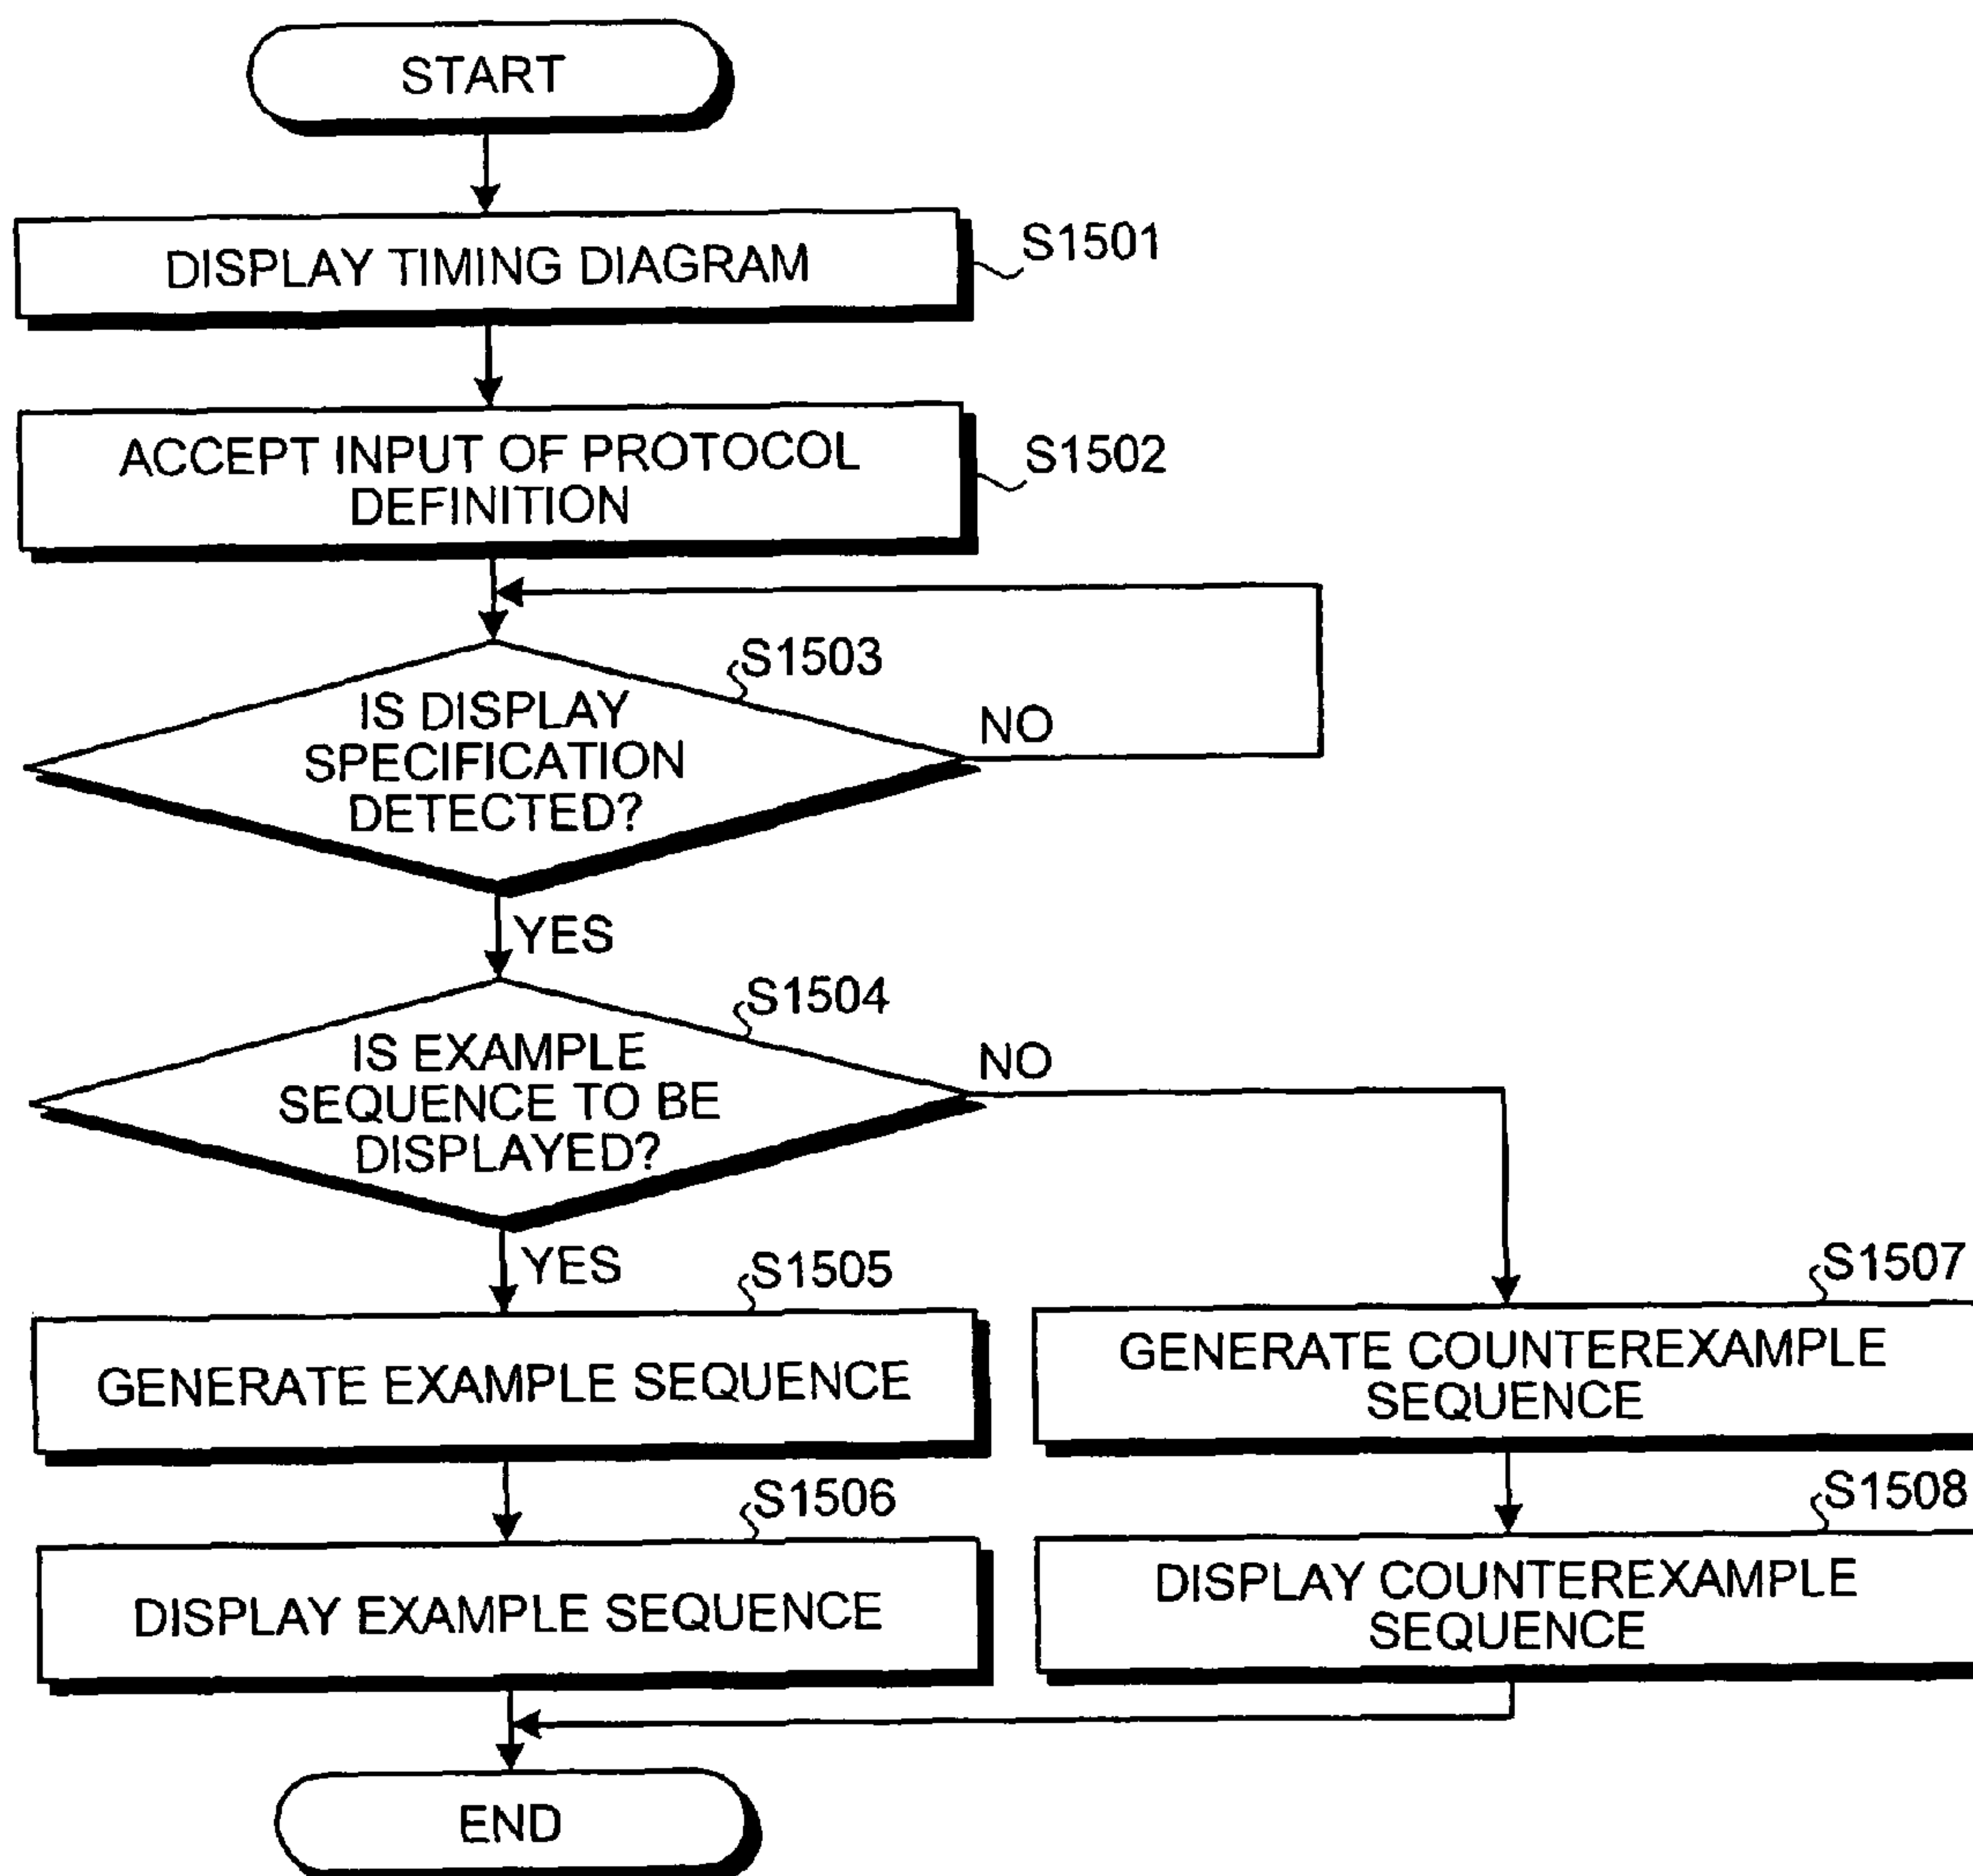 START
DISPLAY TIMING DIAGRAM
S1501
ACCEPT INPUT OF PROTOCOL
DEFINITION
S1502
S1503
IS DISPLAY
SPECIFICATION
DETECTED?
NO
YES
S1504
IS EXAMPLE
SEQUENCE TO BE
DISPLAYED?
NO
YES
S1505
GENERATE EXAMPLE SEQUENCE
S1507
GENERATE COUNTEREXAMPLE
SEQUENCE
S1506
DISPLAY EXAMPLE SEQUENCE
S1508
DISPLAY COUNTEREXAMPLE
SEQUENCE
END